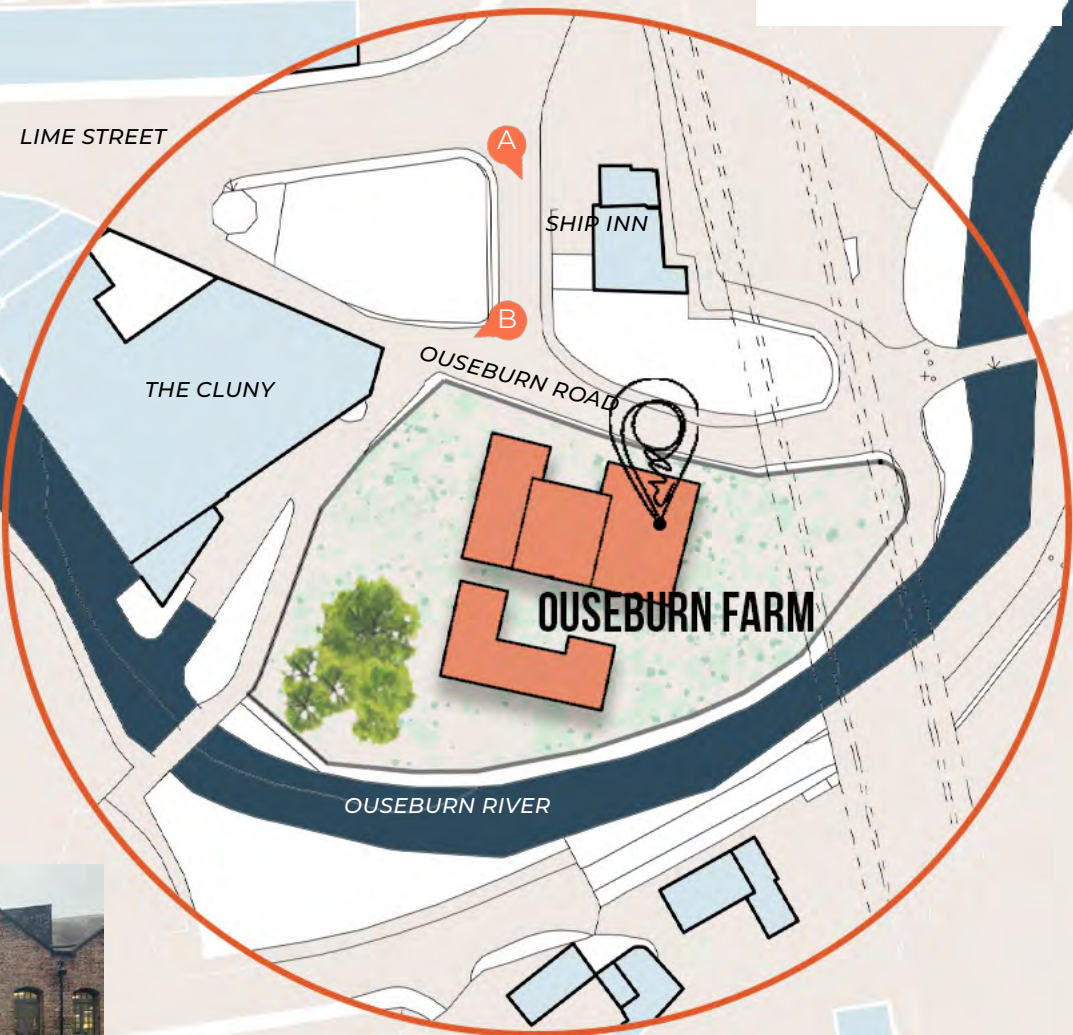 LIME STREET
A
SHIP INN
B
OUSEBURN ROAD
THE CLUNY
OUSEBURN FARM
OUSEBURN RIVER